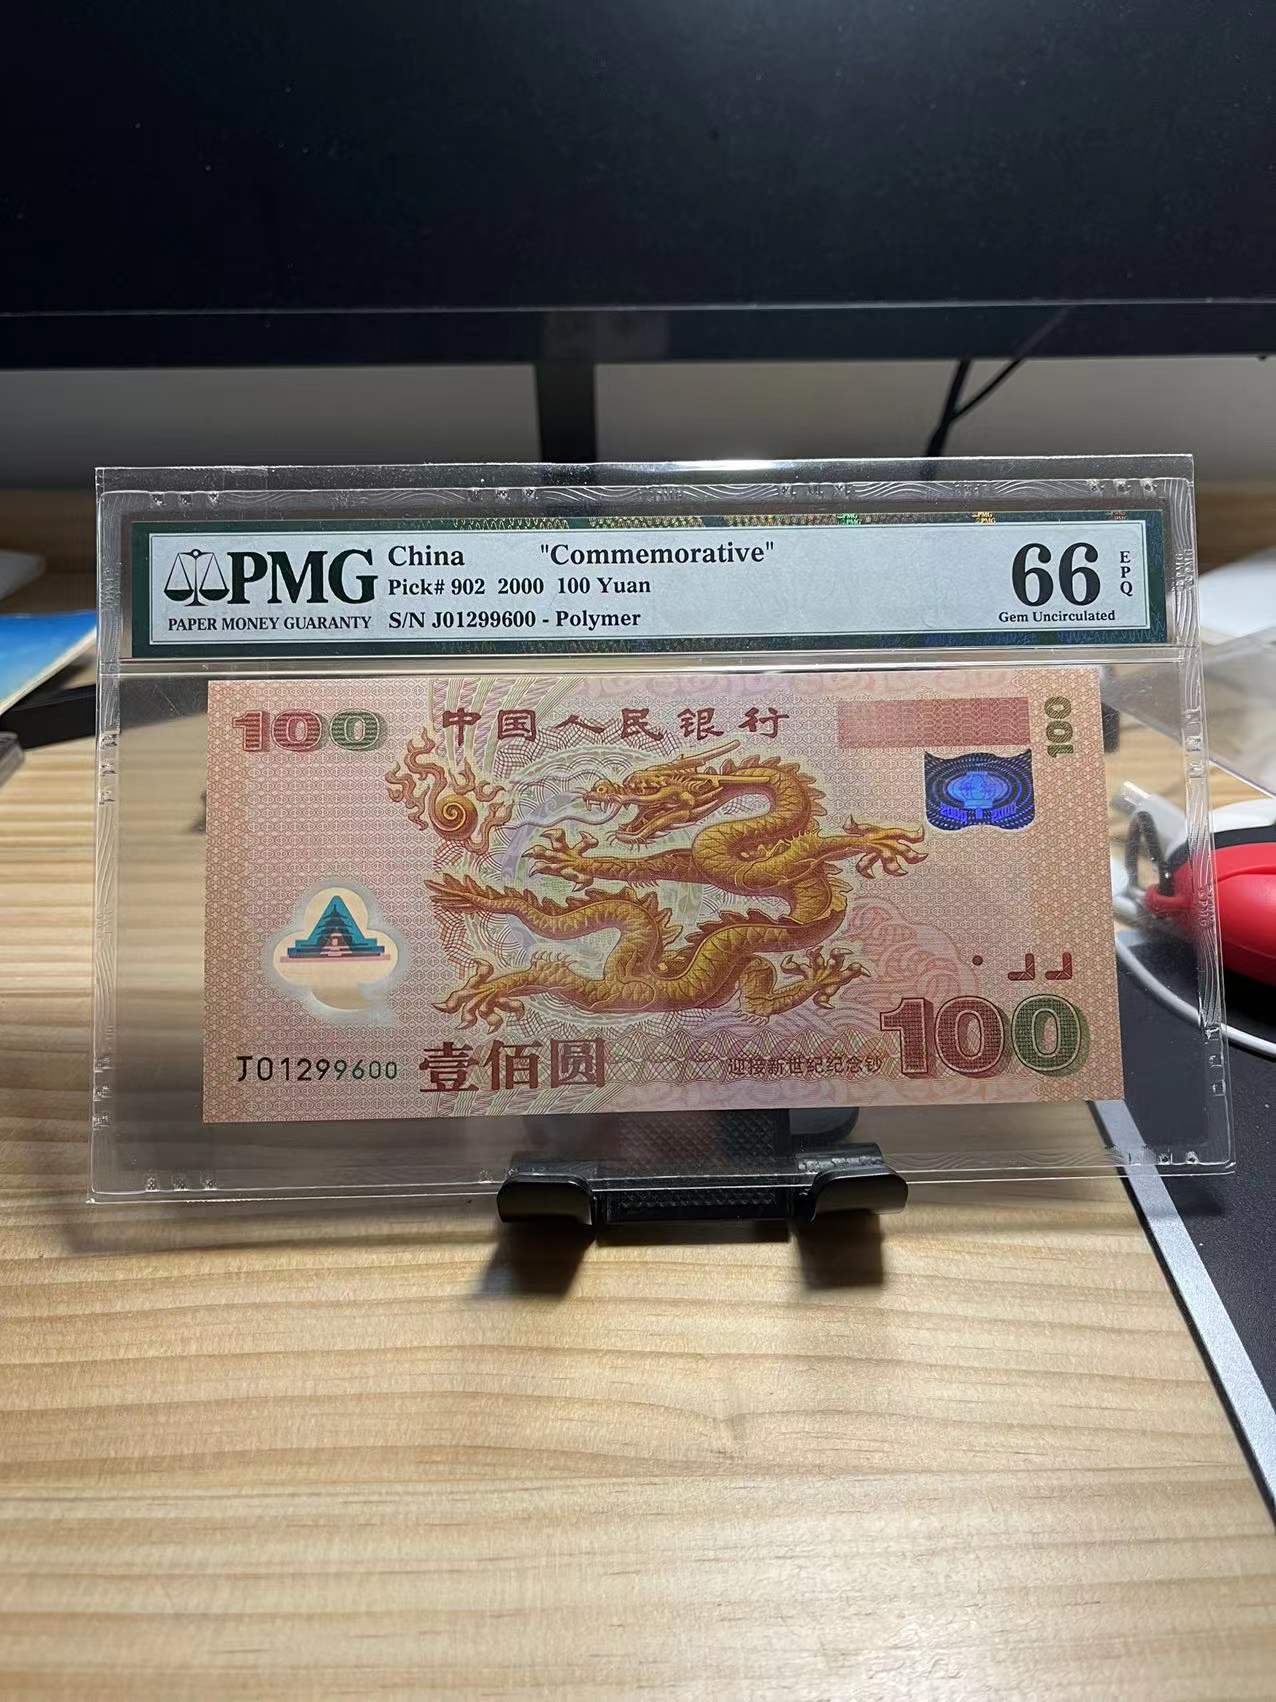 PMG
PAPER MONEY GUARANTY
China "Commemorative"
Pick# 902 2000 100 Yuan
S/N J01299600 - Polymer
66 EPQ
Gem Uncirculated
100 中国人民银行 100
2000 2000
J01299600 壹佰圆 迎接新世纪纪念钞 100